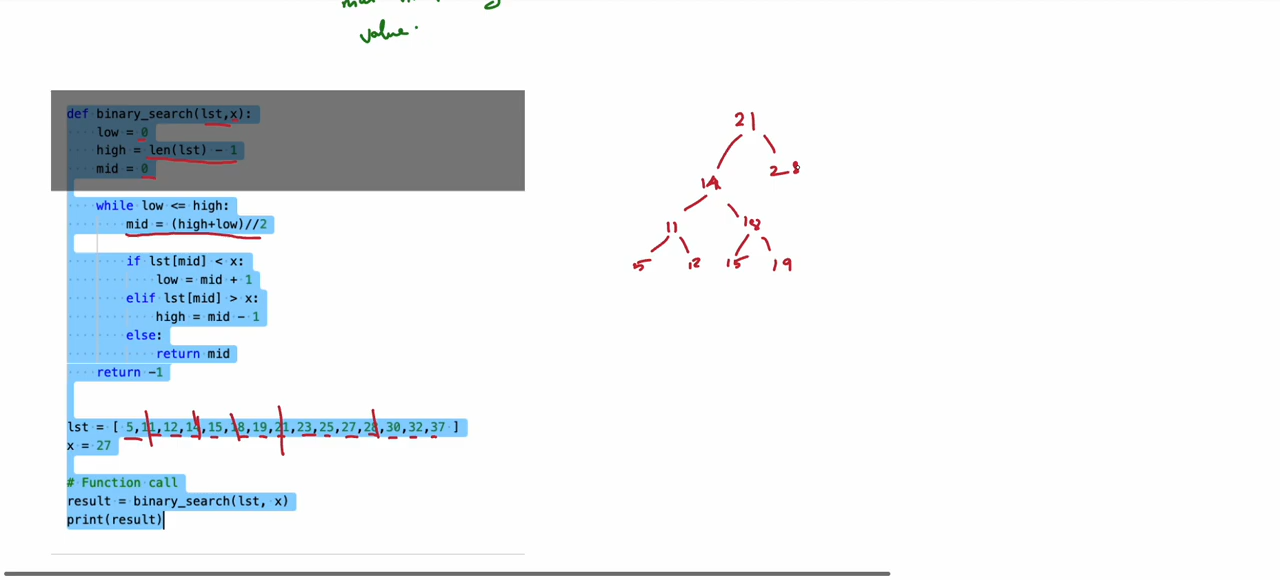 value.
def binary_search(lst,x):
low = 0
high = len(lst) - 1
mid = 0
while low <= high:
mid = (high+low)//2
if lst[mid] < x:
low = mid + 1
elif lst[mid] > x:
high = mid - 1
else:
return mid
return -1
lst = [ 5,11,12,14,15,18,19,21,23,25,27,28,30,32,37 ]
x = 27
# Function call
result = binary_search(lst, x)
print(result)
21
14 28
11 18
5 12 15 19